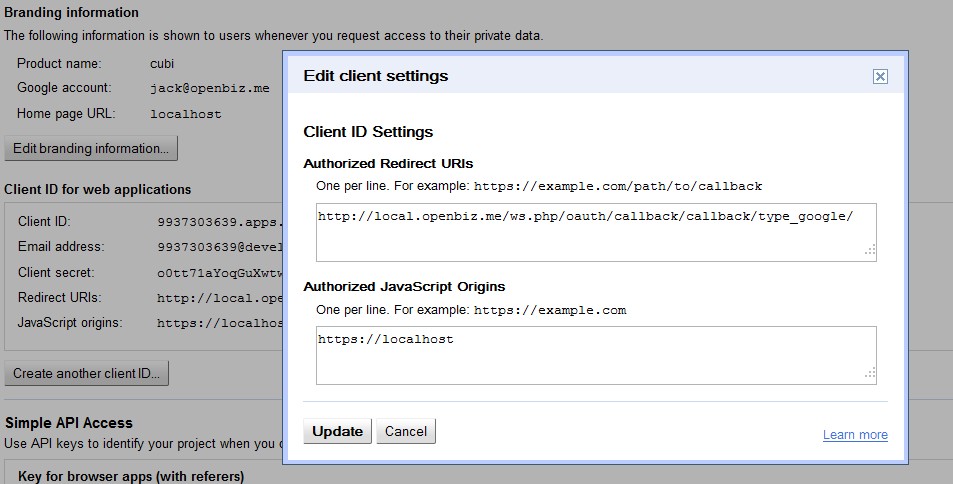 Branding information
The following information is shown to users whenever you request access to their private data.
Product name: cubi
Google account: jack@openbiz.me
Home page URL: localhost
Edit branding information...
Client ID for web applications
Client ID: 9937303639.apps.
Email address: 9937303639@devel
Client secret:
Redirect URIs: http://local.ope
JavaScript origins: https://localhos
Create another client ID...
Simple API Access
Use API keys to identify your project when you
Key for browser apps (with referers)
Edit client settings
Client ID Settings
Authorized Redirect URIs
One per line. For example: https://example.com/path/to/callback
http://local.openbiz.me/ws.php/oauth/callback/callback/type_google/
Authorized JavaScript Origins
One per line. For example: https://example.com
https://localhost
Update Cancel
Learn more